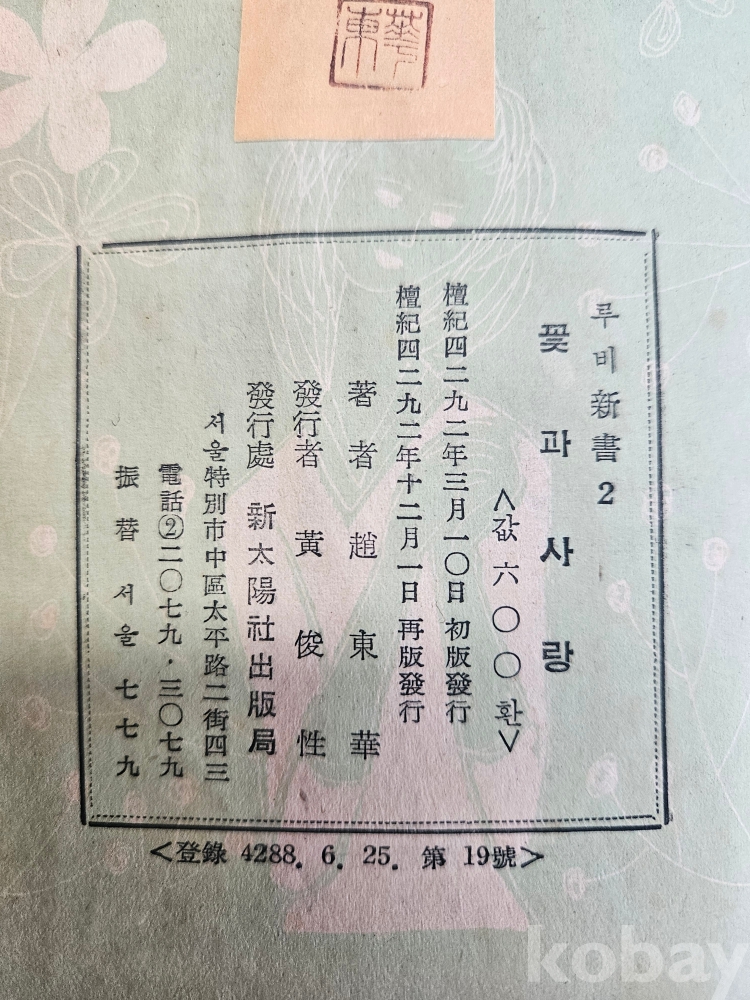 東華
루비新書 2
꽃과 사랑
<값 六〇〇환>
檀紀四二九二年三月一〇日 初版發行
檀紀四二九二年十二月一日 再版發行
著者 趙東華
發行者 黃俊性
發行處 新太陽社出版局
서울特別市中區太平路二街四三
電話②二〇七九·三〇七九
振替 서울 七七九
<登錄 4288. 6. 25. 第 19號>
kobay